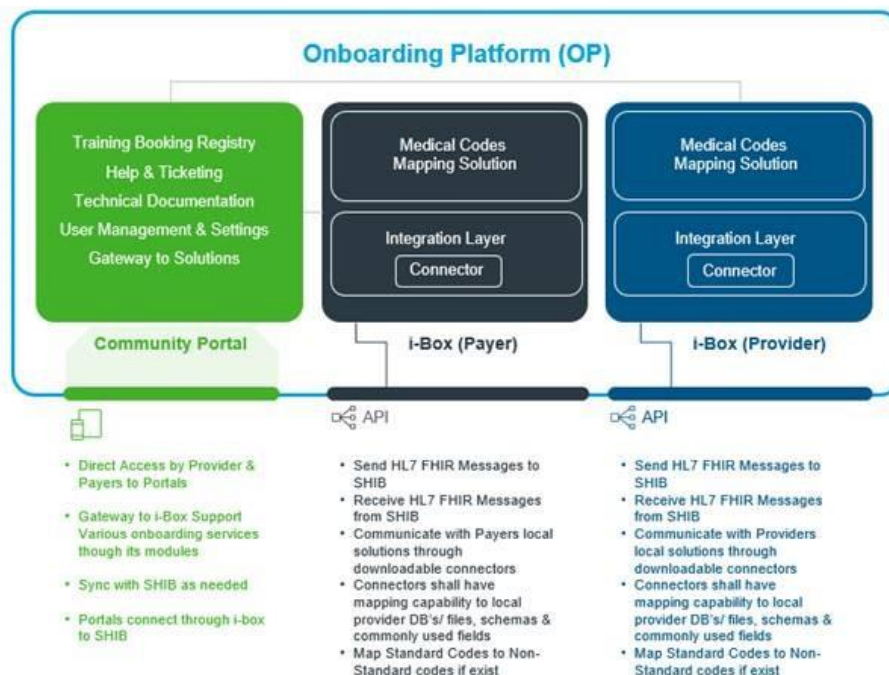 Onboarding Platform (OP)
Training Booking Registry
Help & Ticketing
Technical Documentation
User Management & Settings
Gateway to Solutions
Community Portal
Medical Codes
Mapping Solution
Integration Layer
Connector
i-Box (Payer)
Medical Codes
Mapping Solution
Integration Layer
Connector
i-Box (Provider)
• Direct Access by Provider &
Payers to Portals
• Gateway to i-Box Support
Various onboarding services
though its modules
• Sync with SHIB as needed
• Portals connect through i-box
to SHIB
API
• Send HL7 FHIR Messages to
SHIB
• Receive HL7 FHIR Messages
from SHIB
• Communicate with Payers local
solutions through
downloadable connectors
• Connectors shall have
mapping capability to local
provider DB's/ files, schemas &
commonly used fields
• Map Standard Codes to Non-
Standard codes if exist
API
• Send HL7 FHIR Messages to
SHIB
• Receive HL7 FHIR Messages
from SHIB
• Communicate with Providers
local solutions through
downloadable connectors
• Connectors shall have
mapping capability to local
provider DB's/ files, schemas &
commonly used fields
• Map Standard Codes to Non-
Standard codes if exist